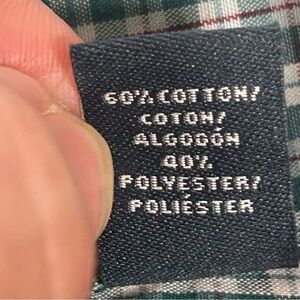 60% COTTON/
COTON/
ALGODÓN
40%
POLYESTER/
POLIÉSTER